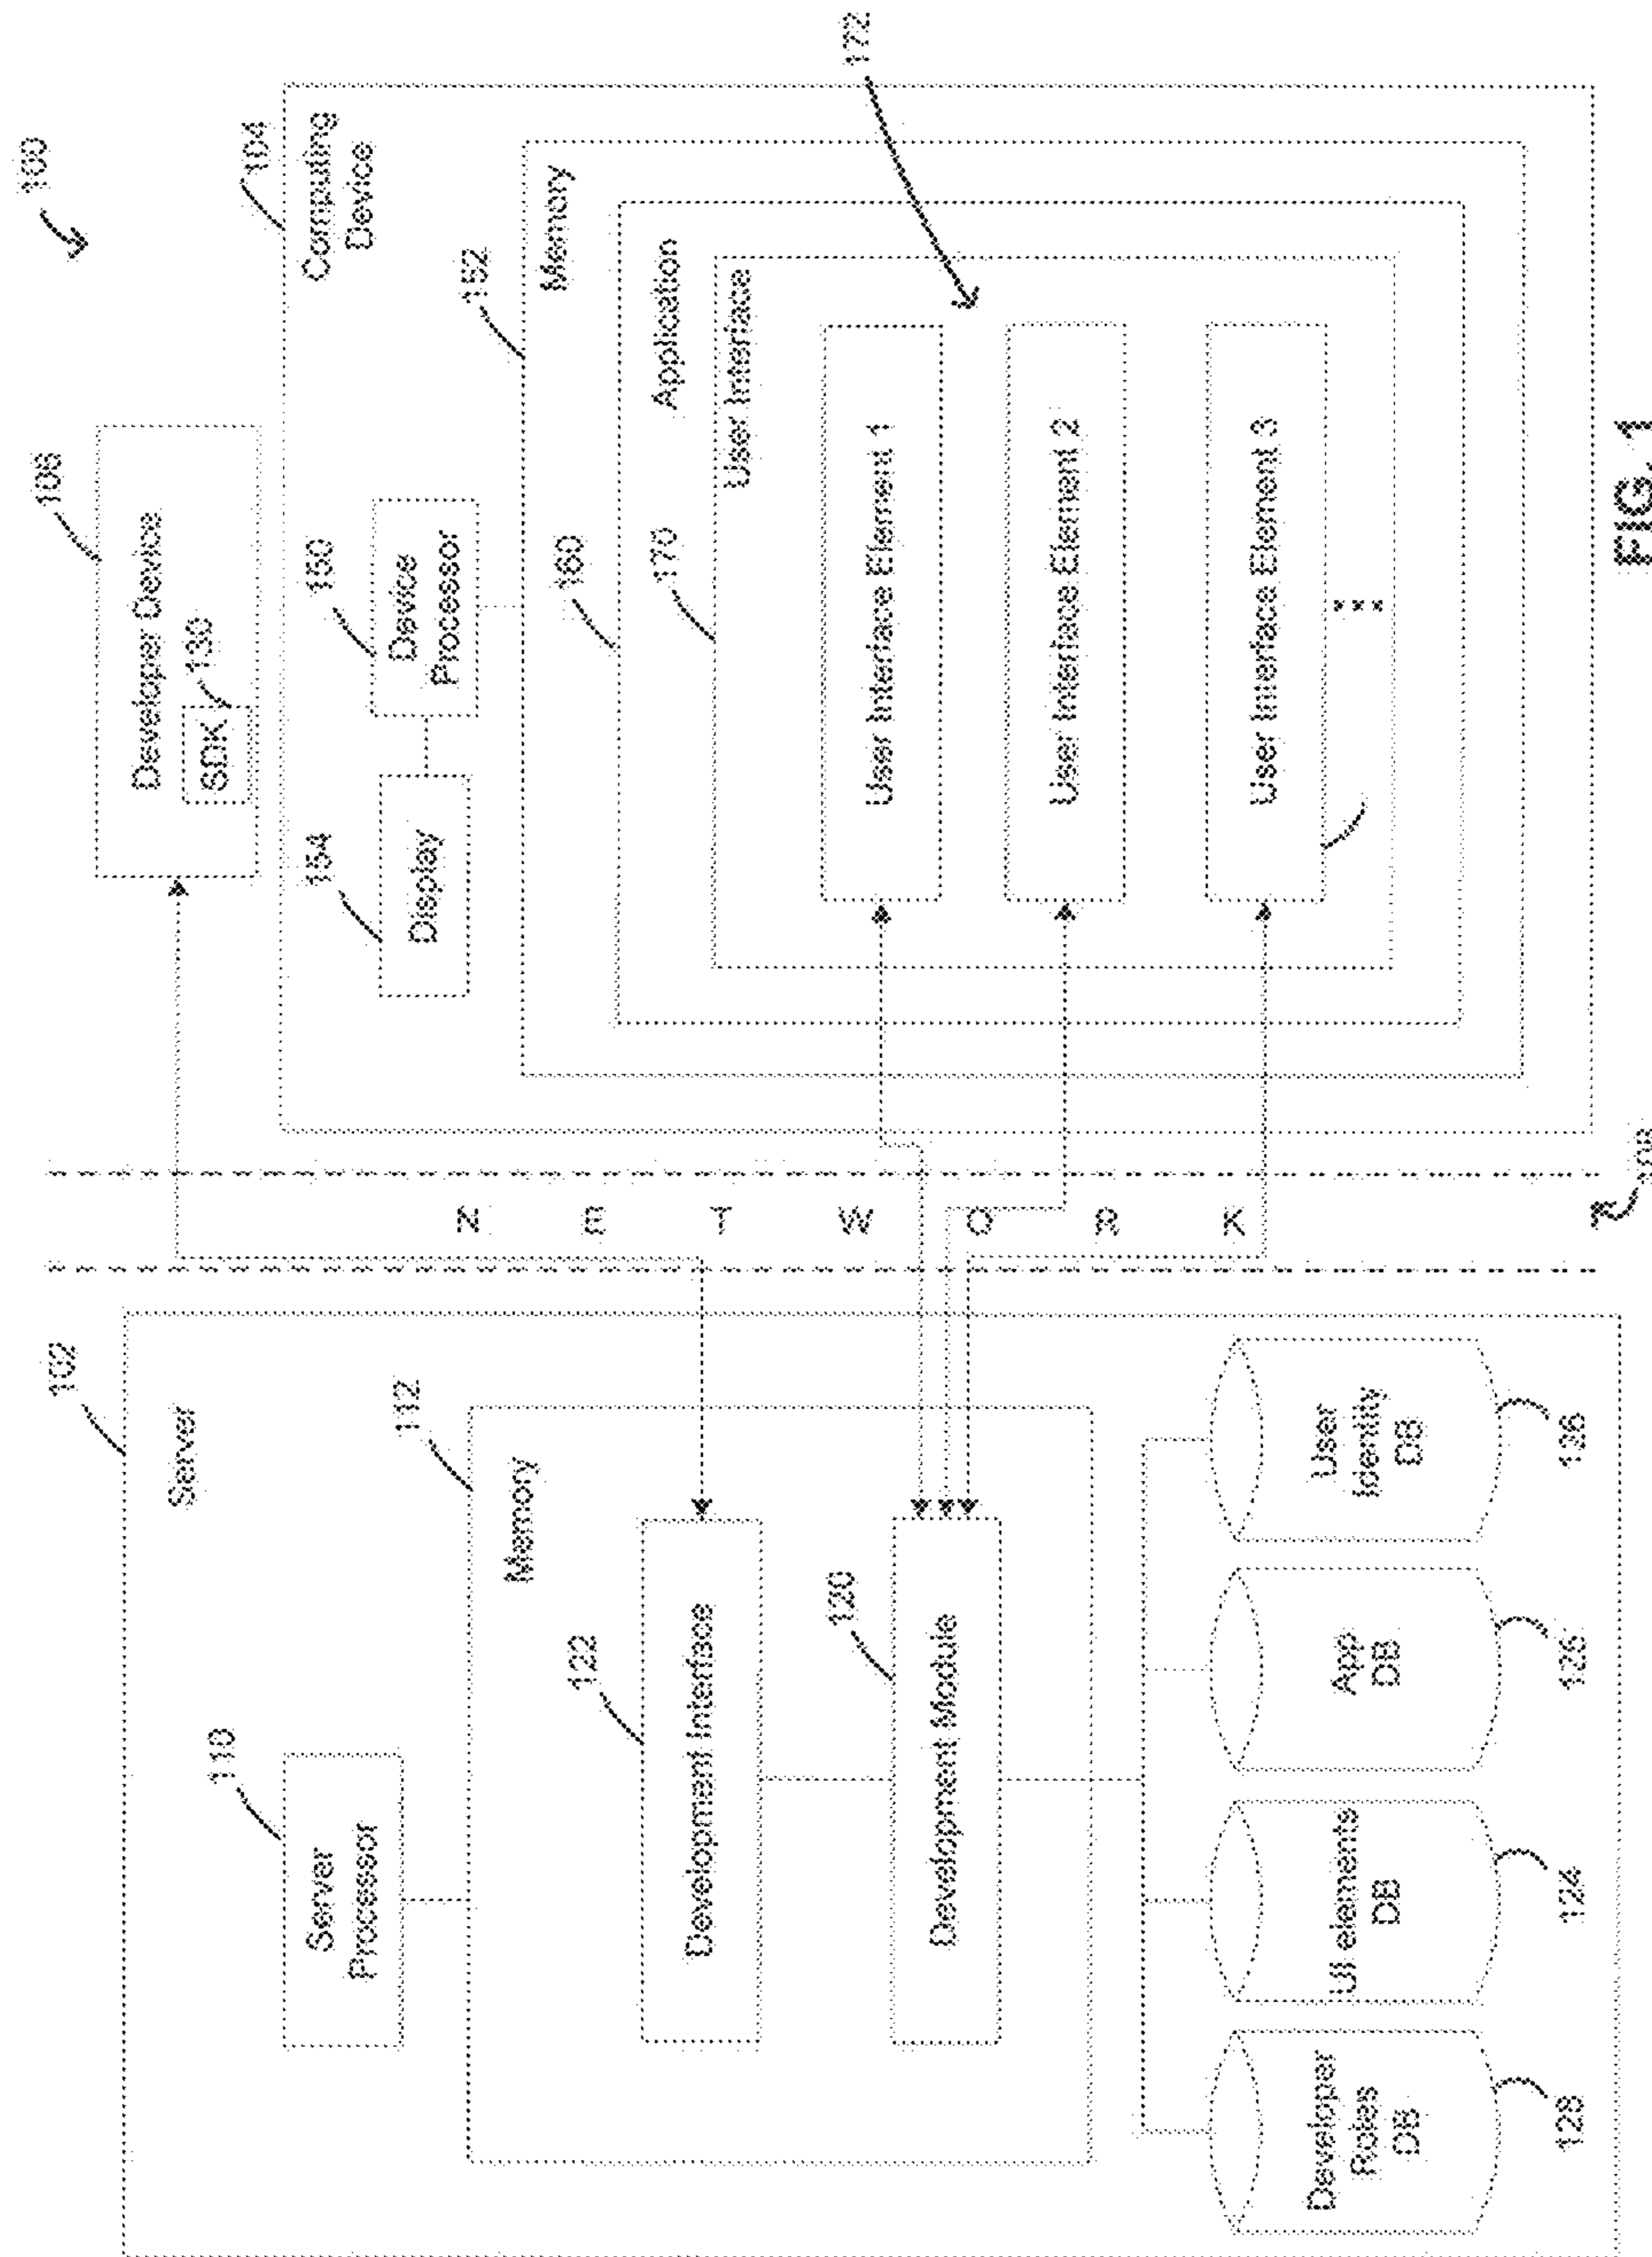 100
102
Server
110
Server
Processor
112
Memory
122
Development Interface
120
Development Module
Developer
Roles
DB
128
UI elements
DB
124
App
DB
126
User
Identity
DB
N E T W O R K
Developer Device
SDK
130
104
Computing
Device
154
Display
150
Device
Processor
152
Memory
160
Application
170
User Interface
172
User Interface Element 1
User Interface Element 2
User Interface Element 3
FIG. 1